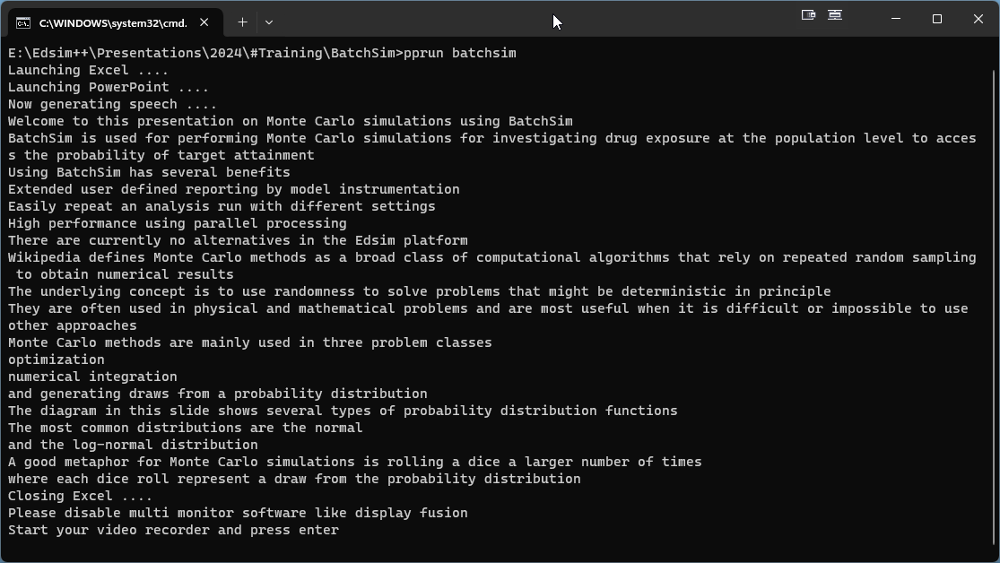 C:\WINDOWS\system32\cmd.
E:\Edsim++\Presentations\2024\#Training\BatchSim>pprun batchsim
Launching Excel ....
Launching PowerPoint ....
Now generating speech ....
Welcome to this presentation on Monte Carlo simulations using BatchSim
BatchSim is used for performing Monte Carlo simulations for investigating drug exposure at the population level to acces
s the probability of target attainment
Using BatchSim has several benefits
Extended user defined reporting by model instrumentation
Easily repeat an analysis run with different settings
High performance using parallel processing
There are currently no alternatives in the Edsim platform
Wikipedia defines Monte Carlo methods as a broad class of computational algorithms that rely on repeated random sampling
 to obtain numerical results
The underlying concept is to use randomness to solve problems that might be deterministic in principle
They are often used in physical and mathematical problems and are most useful when it is difficult or impossible to use
other approaches
Monte Carlo methods are mainly used in three problem classes
optimization
numerical integration
and generating draws from a probability distribution
The diagram in this slide shows several types of probability distribution functions
The most common distributions are the normal
and the log-normal distribution
A good metaphor for Monte Carlo simulations is rolling a dice a larger number of times
where each dice roll represent a draw from the probability distribution
Closing Excel ....
Please disable multi monitor software like display fusion
Start your video recorder and press enter